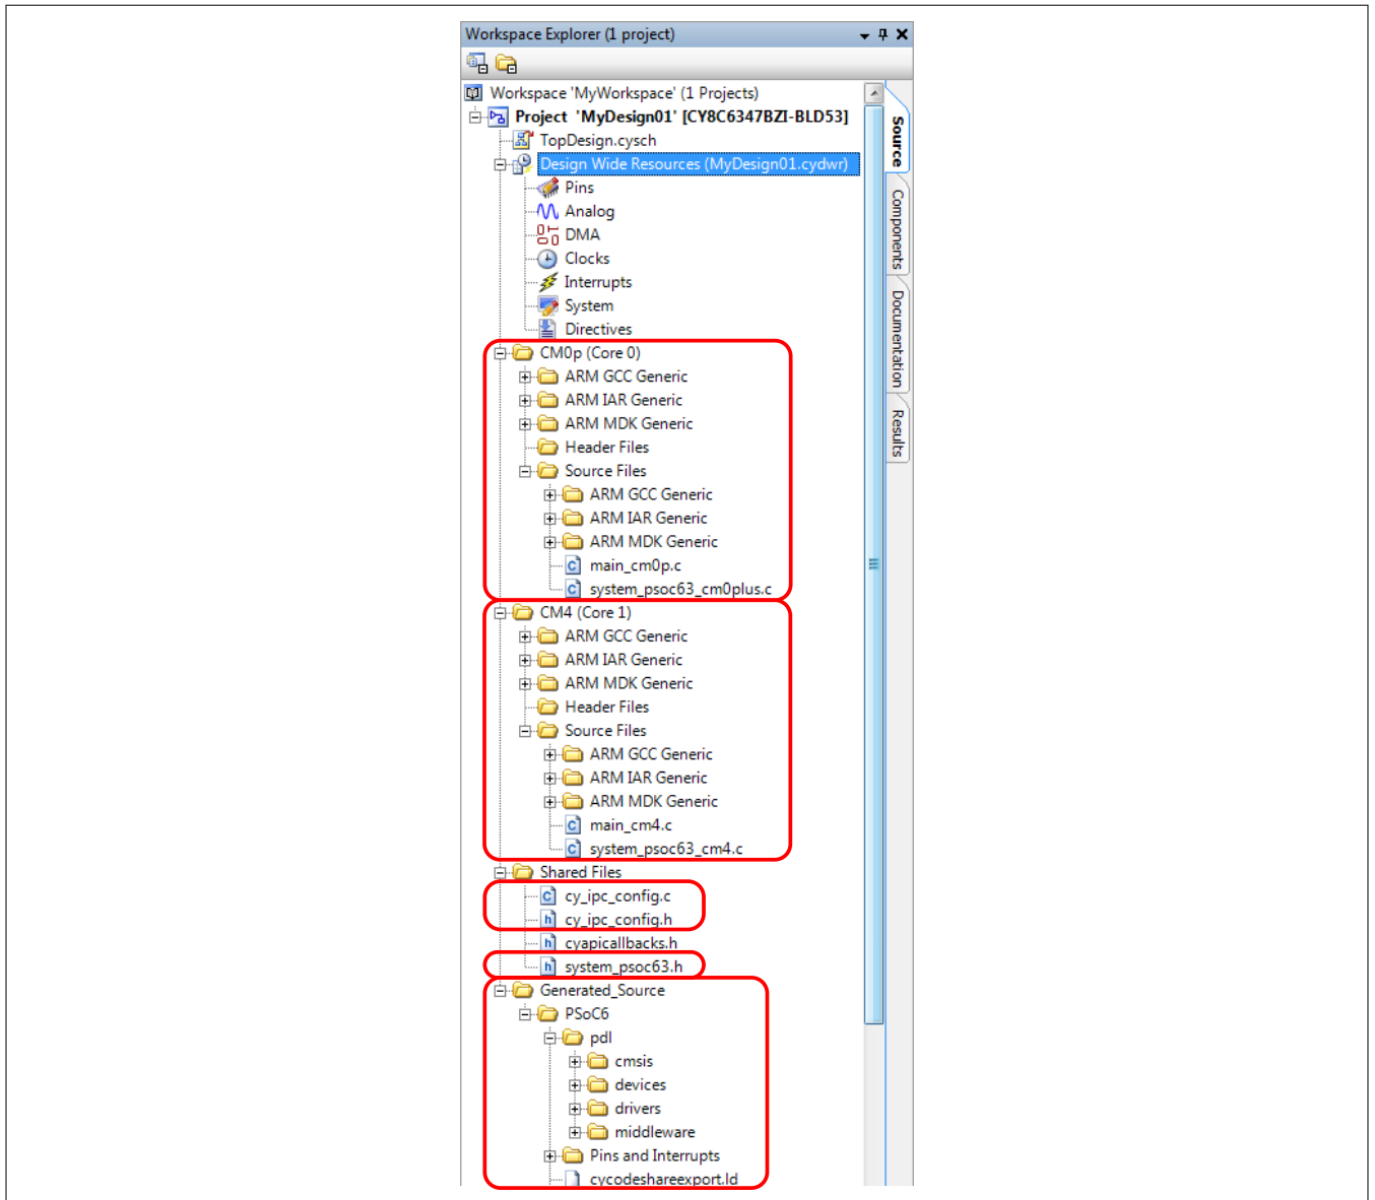 Workspace Explorer (1 project)
Workspace 'MyWorkspace' (1 Projects)
Project 'MyDesign01' [CY8C6347BZI-BLD53]
TopDesign.cysch
Design Wide Resources (MyDesign01.cydwr)
Pins
Analog
DMA
Clocks
Interrupts
System
Directives
CM0p (Core 0)
ARM GCC Generic
ARM IAR Generic
ARM MDK Generic
Header Files
Source Files
ARM GCC Generic
ARM IAR Generic
ARM MDK Generic
main_cm0p.c
system_psoc63_cm0plus.c
CM4 (Core 1)
ARM GCC Generic
ARM IAR Generic
ARM MDK Generic
Header Files
Source Files
ARM GCC Generic
ARM IAR Generic
ARM MDK Generic
main_cm4.c
system_psoc63_cm4.c
Shared Files
cy_ipc_config.c
cy_ipc_config.h
cyapicallbacks.h
system_psoc63.h
Generated_Source
PSoC6
pdl
cmsis
devices
drivers
middleware
Pins and Interrupts
cycodeshareexport.ld
Source
Components
Documentation
Results